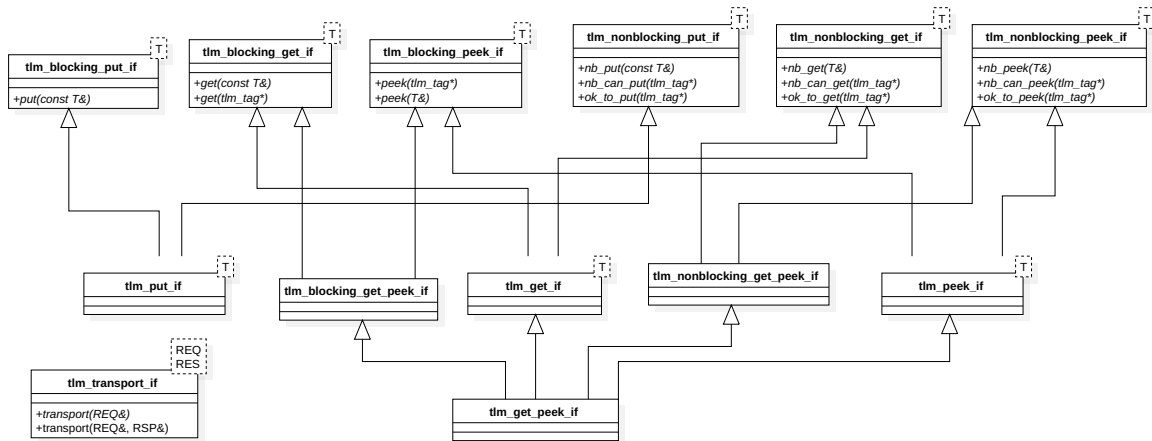 T
tlm_blocking_put_if
+put(const T&)
T
tlm_blocking_get_if
+get(const T&)
+get(tlm_tag*)
T
tlm_blocking_peek_if
+peek(tlm_tag*)
+peek(T&)
T
tlm_nonblocking_put_if
+nb_put(const T&)
+nb_can_put(tlm_tag*)
+ok_to_put(tlm_tag*)
T
tlm_nonblocking_get_if
+nb_get(T&)
+nb_can_get(tlm_tag*)
+ok_to_get(tlm_tag*)
T
tlm_nonblocking_peek_if
+nb_peek(T&)
+nb_can_peek(tlm_tag*)
+ok_to_peek(tlm_tag*)
T
tlm_put_if
tlm_blocking_get_peek_if
T
tlm_get_if
tlm_nonblocking_get_peek_if
T
tlm_peek_if
REQ
RES
tlm_transport_if
+transport(REQ&)
+transport(REQ&, RSP&)
tlm_get_peek_if